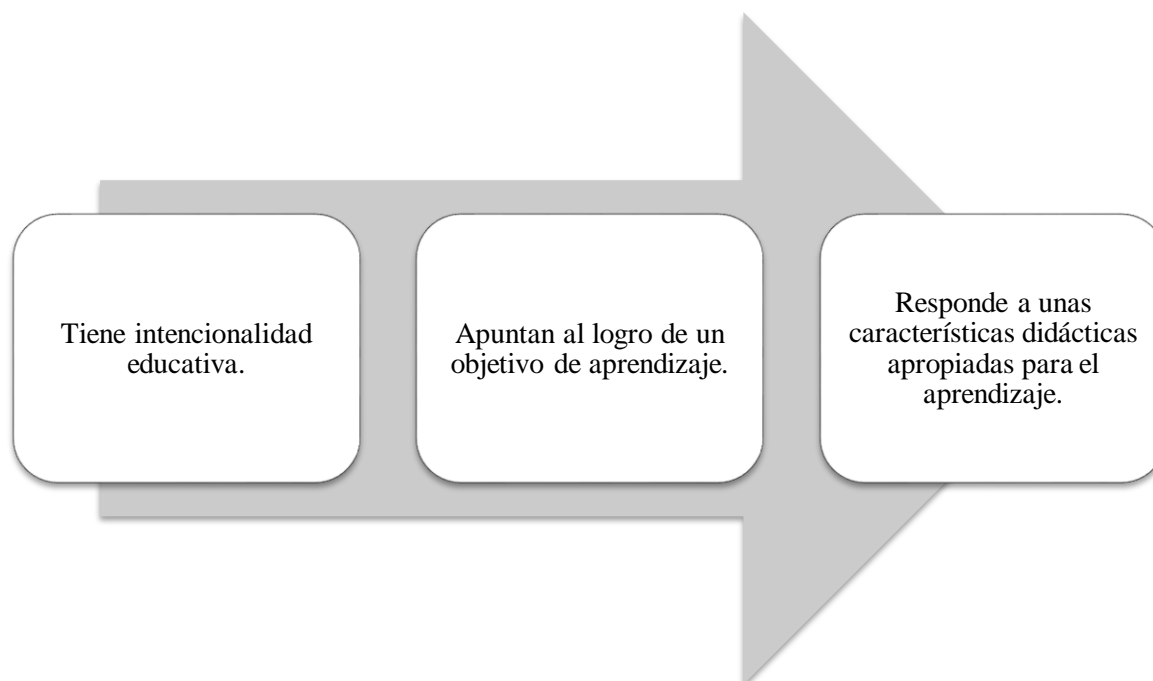 Tiene intencionalidad
educativa.
Apuntan al logro de un
objetivo de aprendizaje.
Responde a unas
características didácticas
apropiadas para el
aprendizaje.